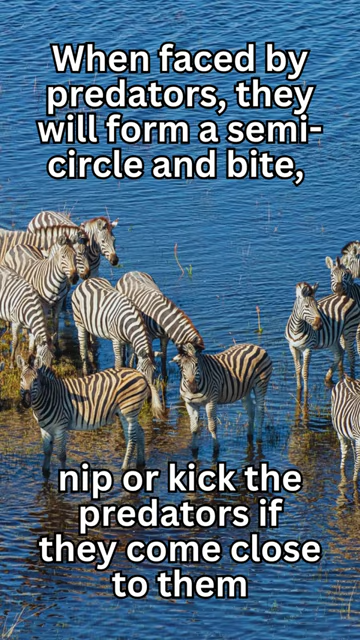 When faced by
predators, they
will form a semi-
circle and bite,
nip or kick the
predators if
they come close
to them